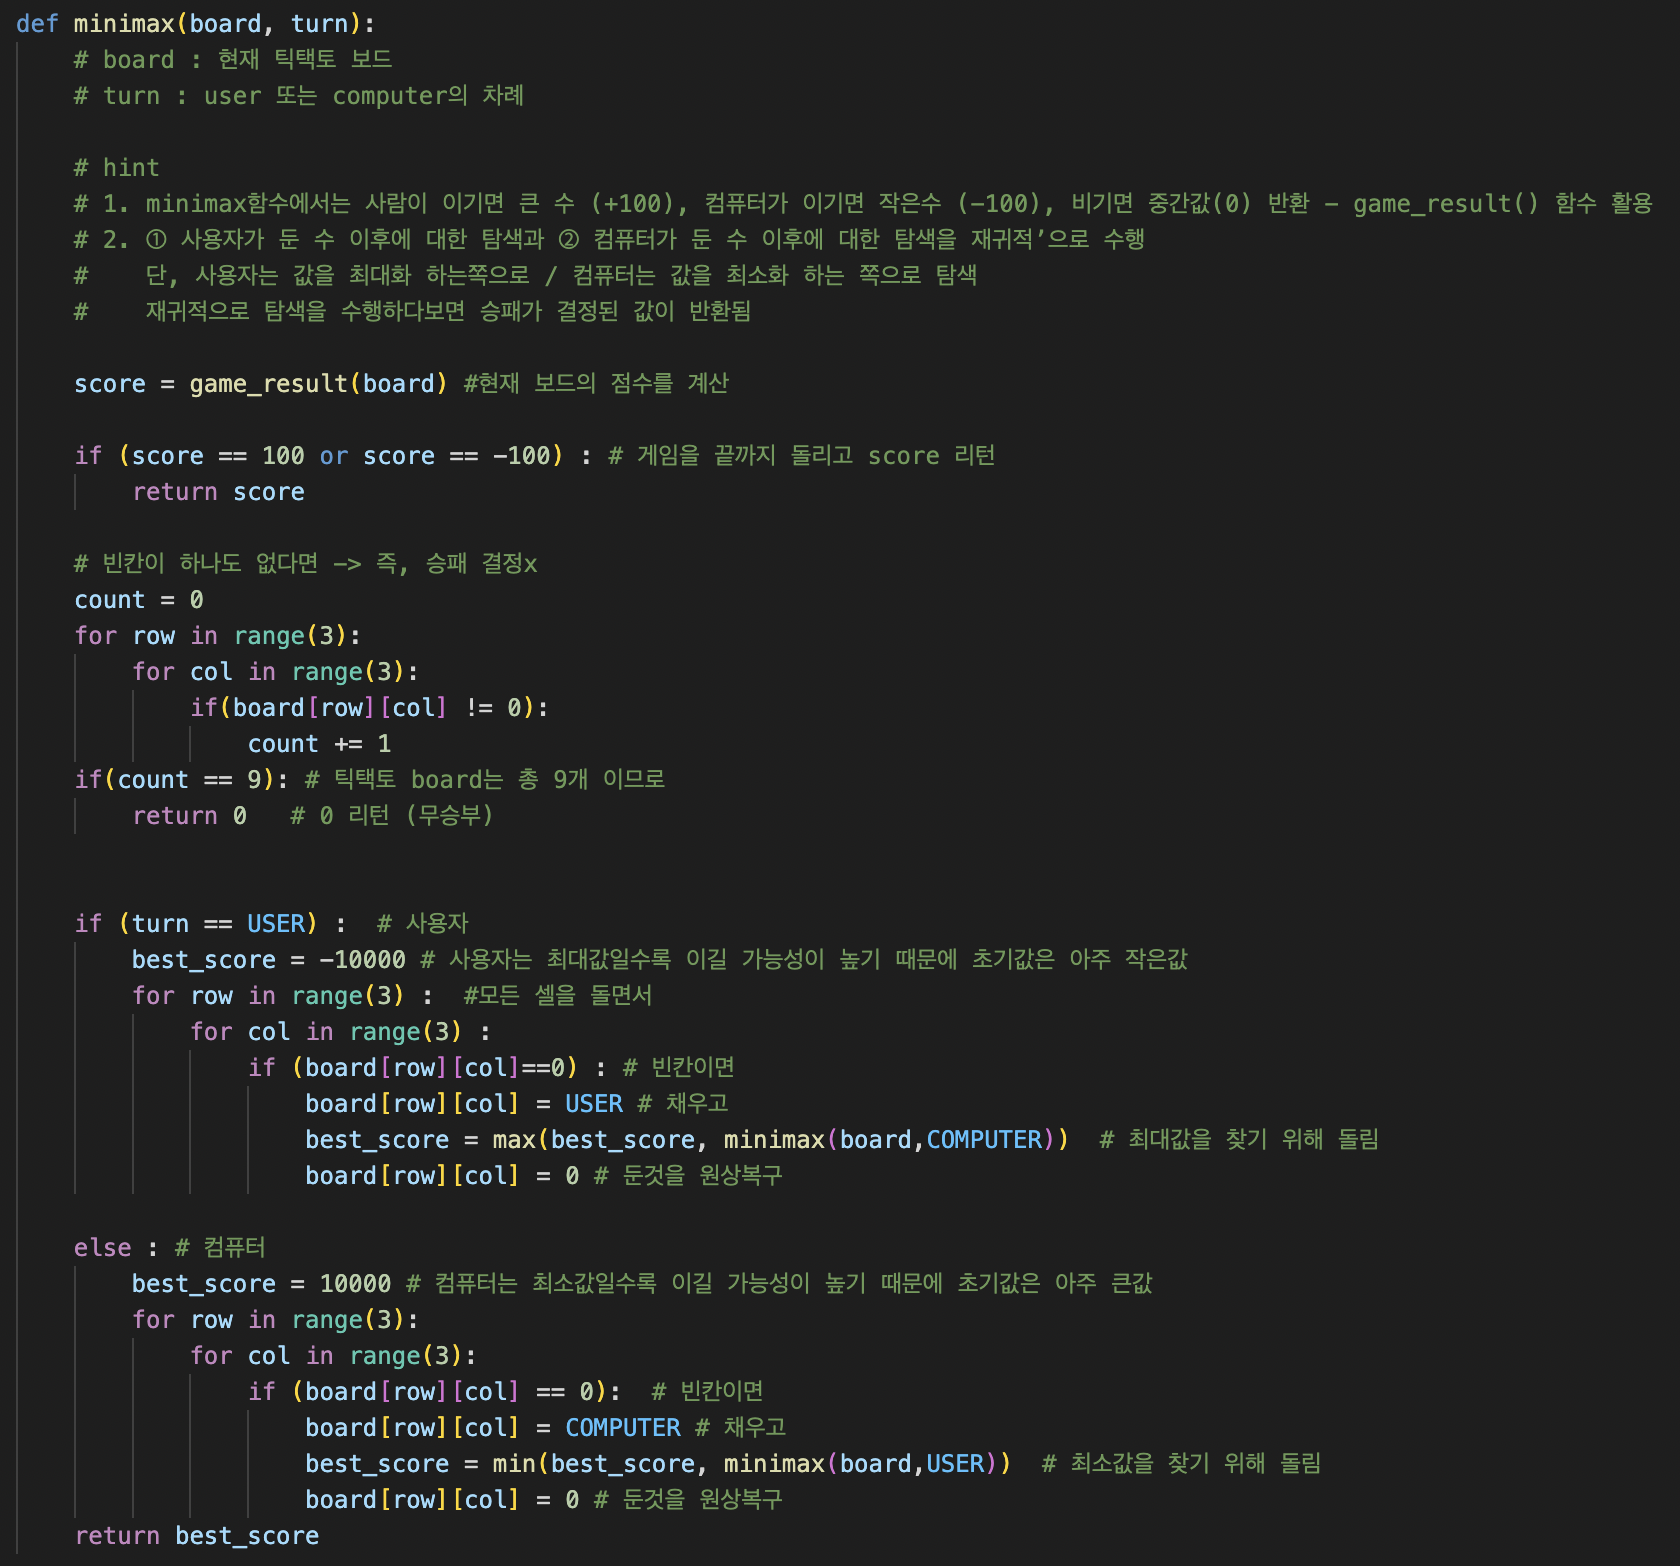 def minimax(board, turn):
    # board : 현재 틱택토 보드
    # turn : user 또는 computer의 차례

    # hint
    # 1. minimax함수에서는 사람이 이기면 큰 수 (+100), 컴퓨터가 이기면 작은수 (-100), 비기면 중간값(0) 반환 - game_result() 함수 활용
    # 2. ① 사용자가 둔 수 이후에 대한 탐색과 ② 컴퓨터가 둔 수 이후에 대한 탐색을 재귀적’으로 수행
    #    단, 사용자는 값을 최대화 하는쪽으로 / 컴퓨터는 값을 최소화 하는 쪽으로 탐색
    #    재귀적으로 탐색을 수행하다보면 승패가 결정된 값이 반환됨

    score = game_result(board) #현재 보드의 점수를 계산

    if (score == 100 or score == -100) : # 게임을 끝까지 돌리고 score 리턴
        return score

    # 빈칸이 하나도 없다면 -> 즉, 승패 결정x
    count = 0
    for row in range(3):
        for col in range(3):
            if(board[row][col] != 0):
                count += 1
    if(count == 9): # 틱택토 board는 총 9개 이므로
        return 0   # 0 리턴 (무승부)


    if (turn == USER) :  # 사용자
        best_score = -10000 # 사용자는 최대값일수록 이길 가능성이 높기 때문에 초기값은 아주 작은값
        for row in range(3) :  #모든 셀을 돌면서
            for col in range(3) :
                if (board[row][col]==0) : # 빈칸이면
                    board[row][col] = USER # 채우고
                    best_score = max(best_score, minimax(board,COMPUTER))  # 최대값을 찾기 위해 돌림
                    board[row][col] = 0 # 둔것을 원상복구

    else : # 컴퓨터
        best_score = 10000 # 컴퓨터는 최소값일수록 이길 가능성이 높기 때문에 초기값은 아주 큰값
        for row in range(3):
            for col in range(3):
                if (board[row][col] == 0):  # 빈칸이면
                    board[row][col] = COMPUTER # 채우고
                    best_score = min(best_score, minimax(board,USER))  # 최소값을 찾기 위해 돌림
                    board[row][col] = 0 # 둔것을 원상복구
    return best_score